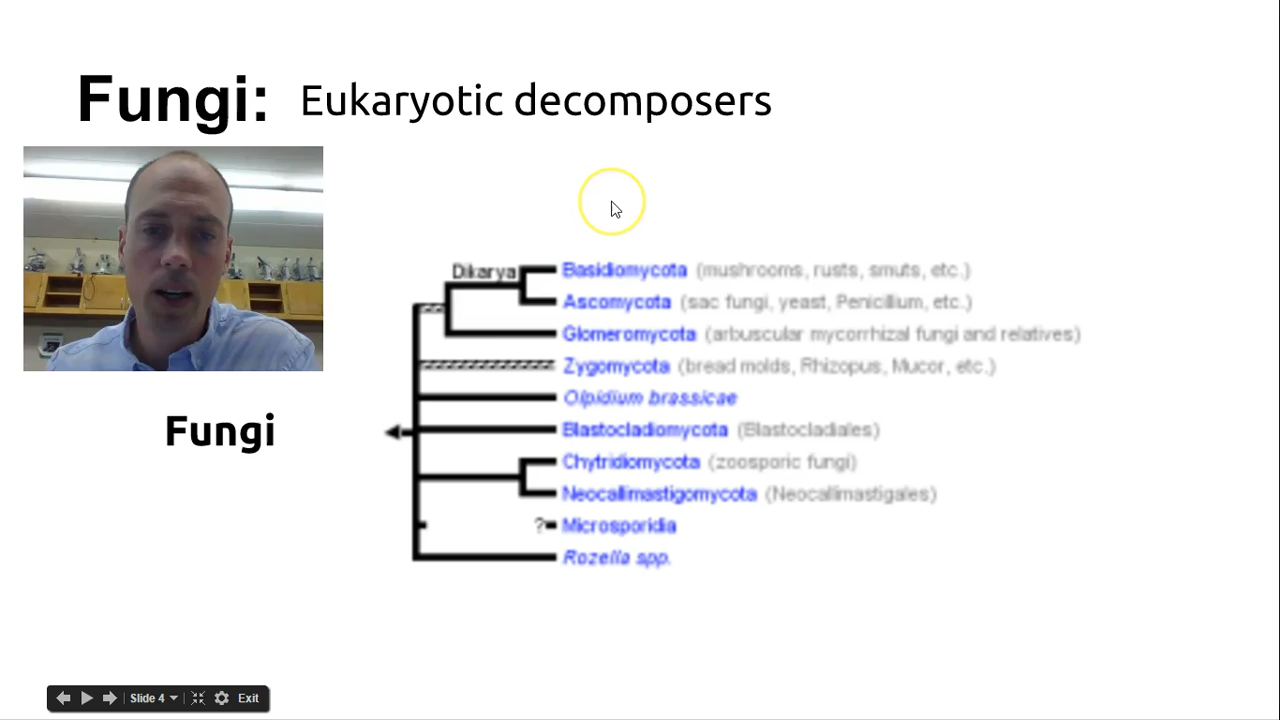 Fungi: Eukaryotic decomposers
Dikarya
Basidiomycota (mushrooms, rusts, smuts, etc.)
Ascomycota (sac fungi, yeast, Penicillium, etc.)
Glomeromycota (arbuscular mycorrhizal fungi and relatives)
Zygomycota (bread molds, Rhizopus, Mucor, etc.)
Olpidium brassicae
Fungi
Blastocladiomycota (Blastocladiales)
Chytridiomycota (zoosporic fungi)
Neocallimastigomycota (Neocallimastigales)
? Microsporidia
Rozella spp.
Slide 4 Exit